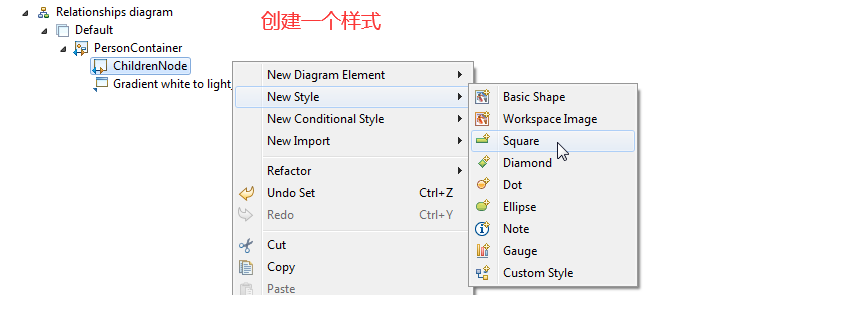 Relationships diagram
创建一个样式
Default
PersonContainer
ChildrenNode
Gradient white to light_
New Diagram Element
New Style
New Conditional Style
New Import
Refactor
Undo Set Ctrl+Z
Redo Ctrl+Y
Cut
Copy
Paste
Basic Shape
Workspace Image
Square
Diamond
Dot
Ellipse
Note
Gauge
Custom Style